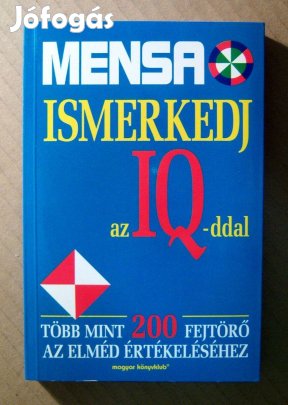 Jófogás
MENSA
ISMERKEDJ
az IQ-ddal
TÖBB MINT 200 FEJTÖRŐ
AZ ELMÉD ÉRTÉKELÉSÉHEZ
magyar könyvklub